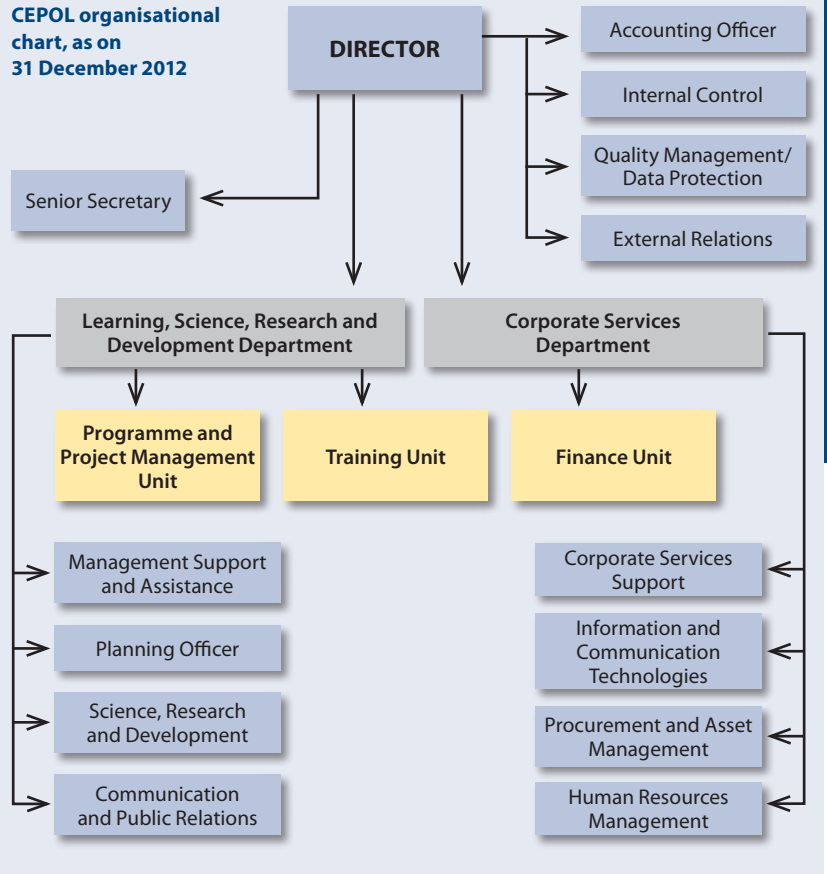 CEPOL organisational
chart, as on
31 December 2012
DIRECTOR
Accounting Officer
Internal Control
Quality Management/
Data Protection
External Relations
Senior Secretary
Learning, Science, Research and
Development Department
Corporate Services
Department
Programme and
Project Management
Unit
Training Unit
Finance Unit
Management Support
and Assistance
Planning Officer
Science, Research
and Development
Communication
and Public Relations
Corporate Services
Support
Information and
Communication
Technologies
Procurement and Asset
Management
Human Resources
Management